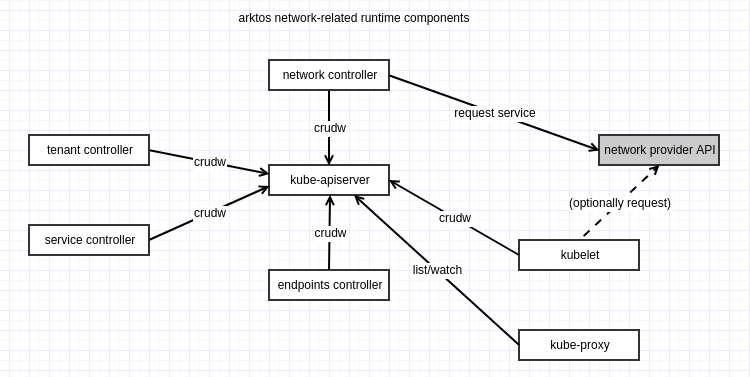 arktos network-related runtime components
network controller
request service
crudw
tenant controller
network provider API
crudw
kube-apiserver
(optionally request)
crudw
crudw
service controller
crudw
kubelet
list/watch
endpoints controller
kube-proxy